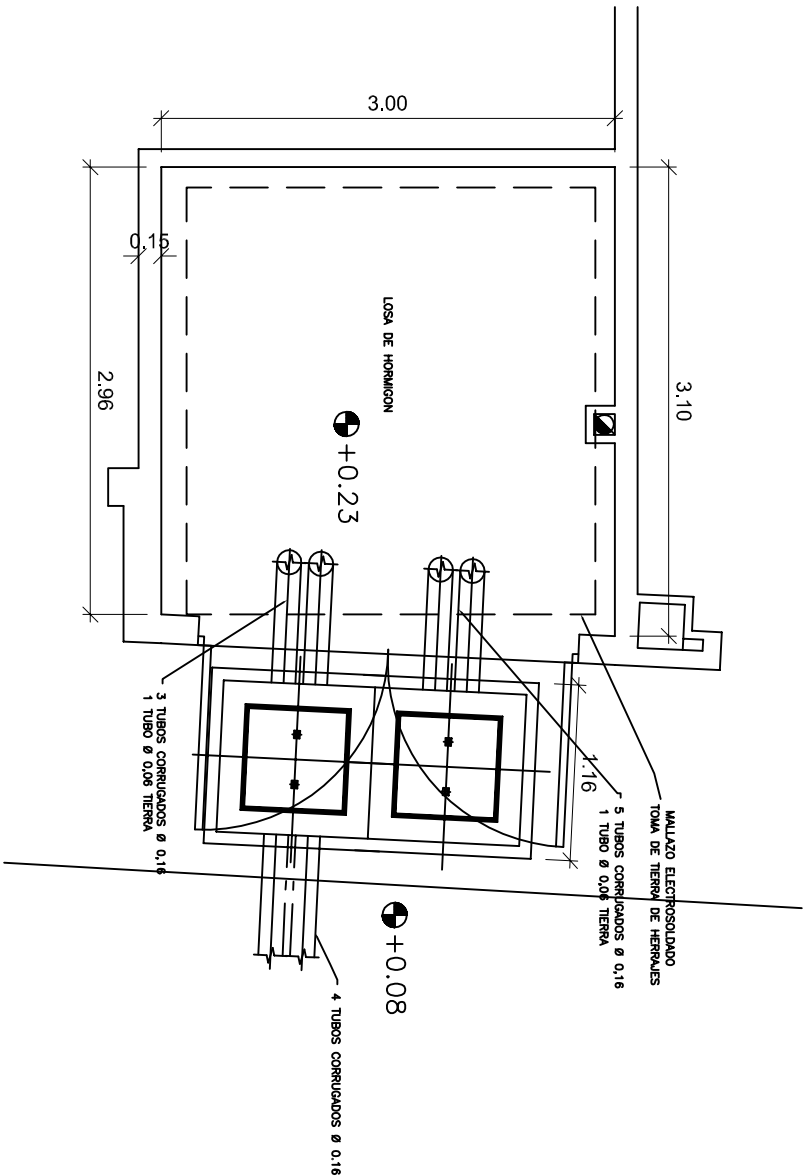 3.00
0.15
3.10
2.96
LOSA DE HORMIGON
+0.23
1.16
3 TUBOS CORRUGADOS Ø 0,16
1 TUBO Ø 0,06 TIERRA
5 TUBOS CORRUGADOS Ø 0,16
1 TUBO Ø 0,06 TIERRA
MALLAZO ELECTROSOLDADO
TOMA DE TIERRA DE HERRAJES
+0.08
4 TUBOS CORRUGADOS Ø 0.16